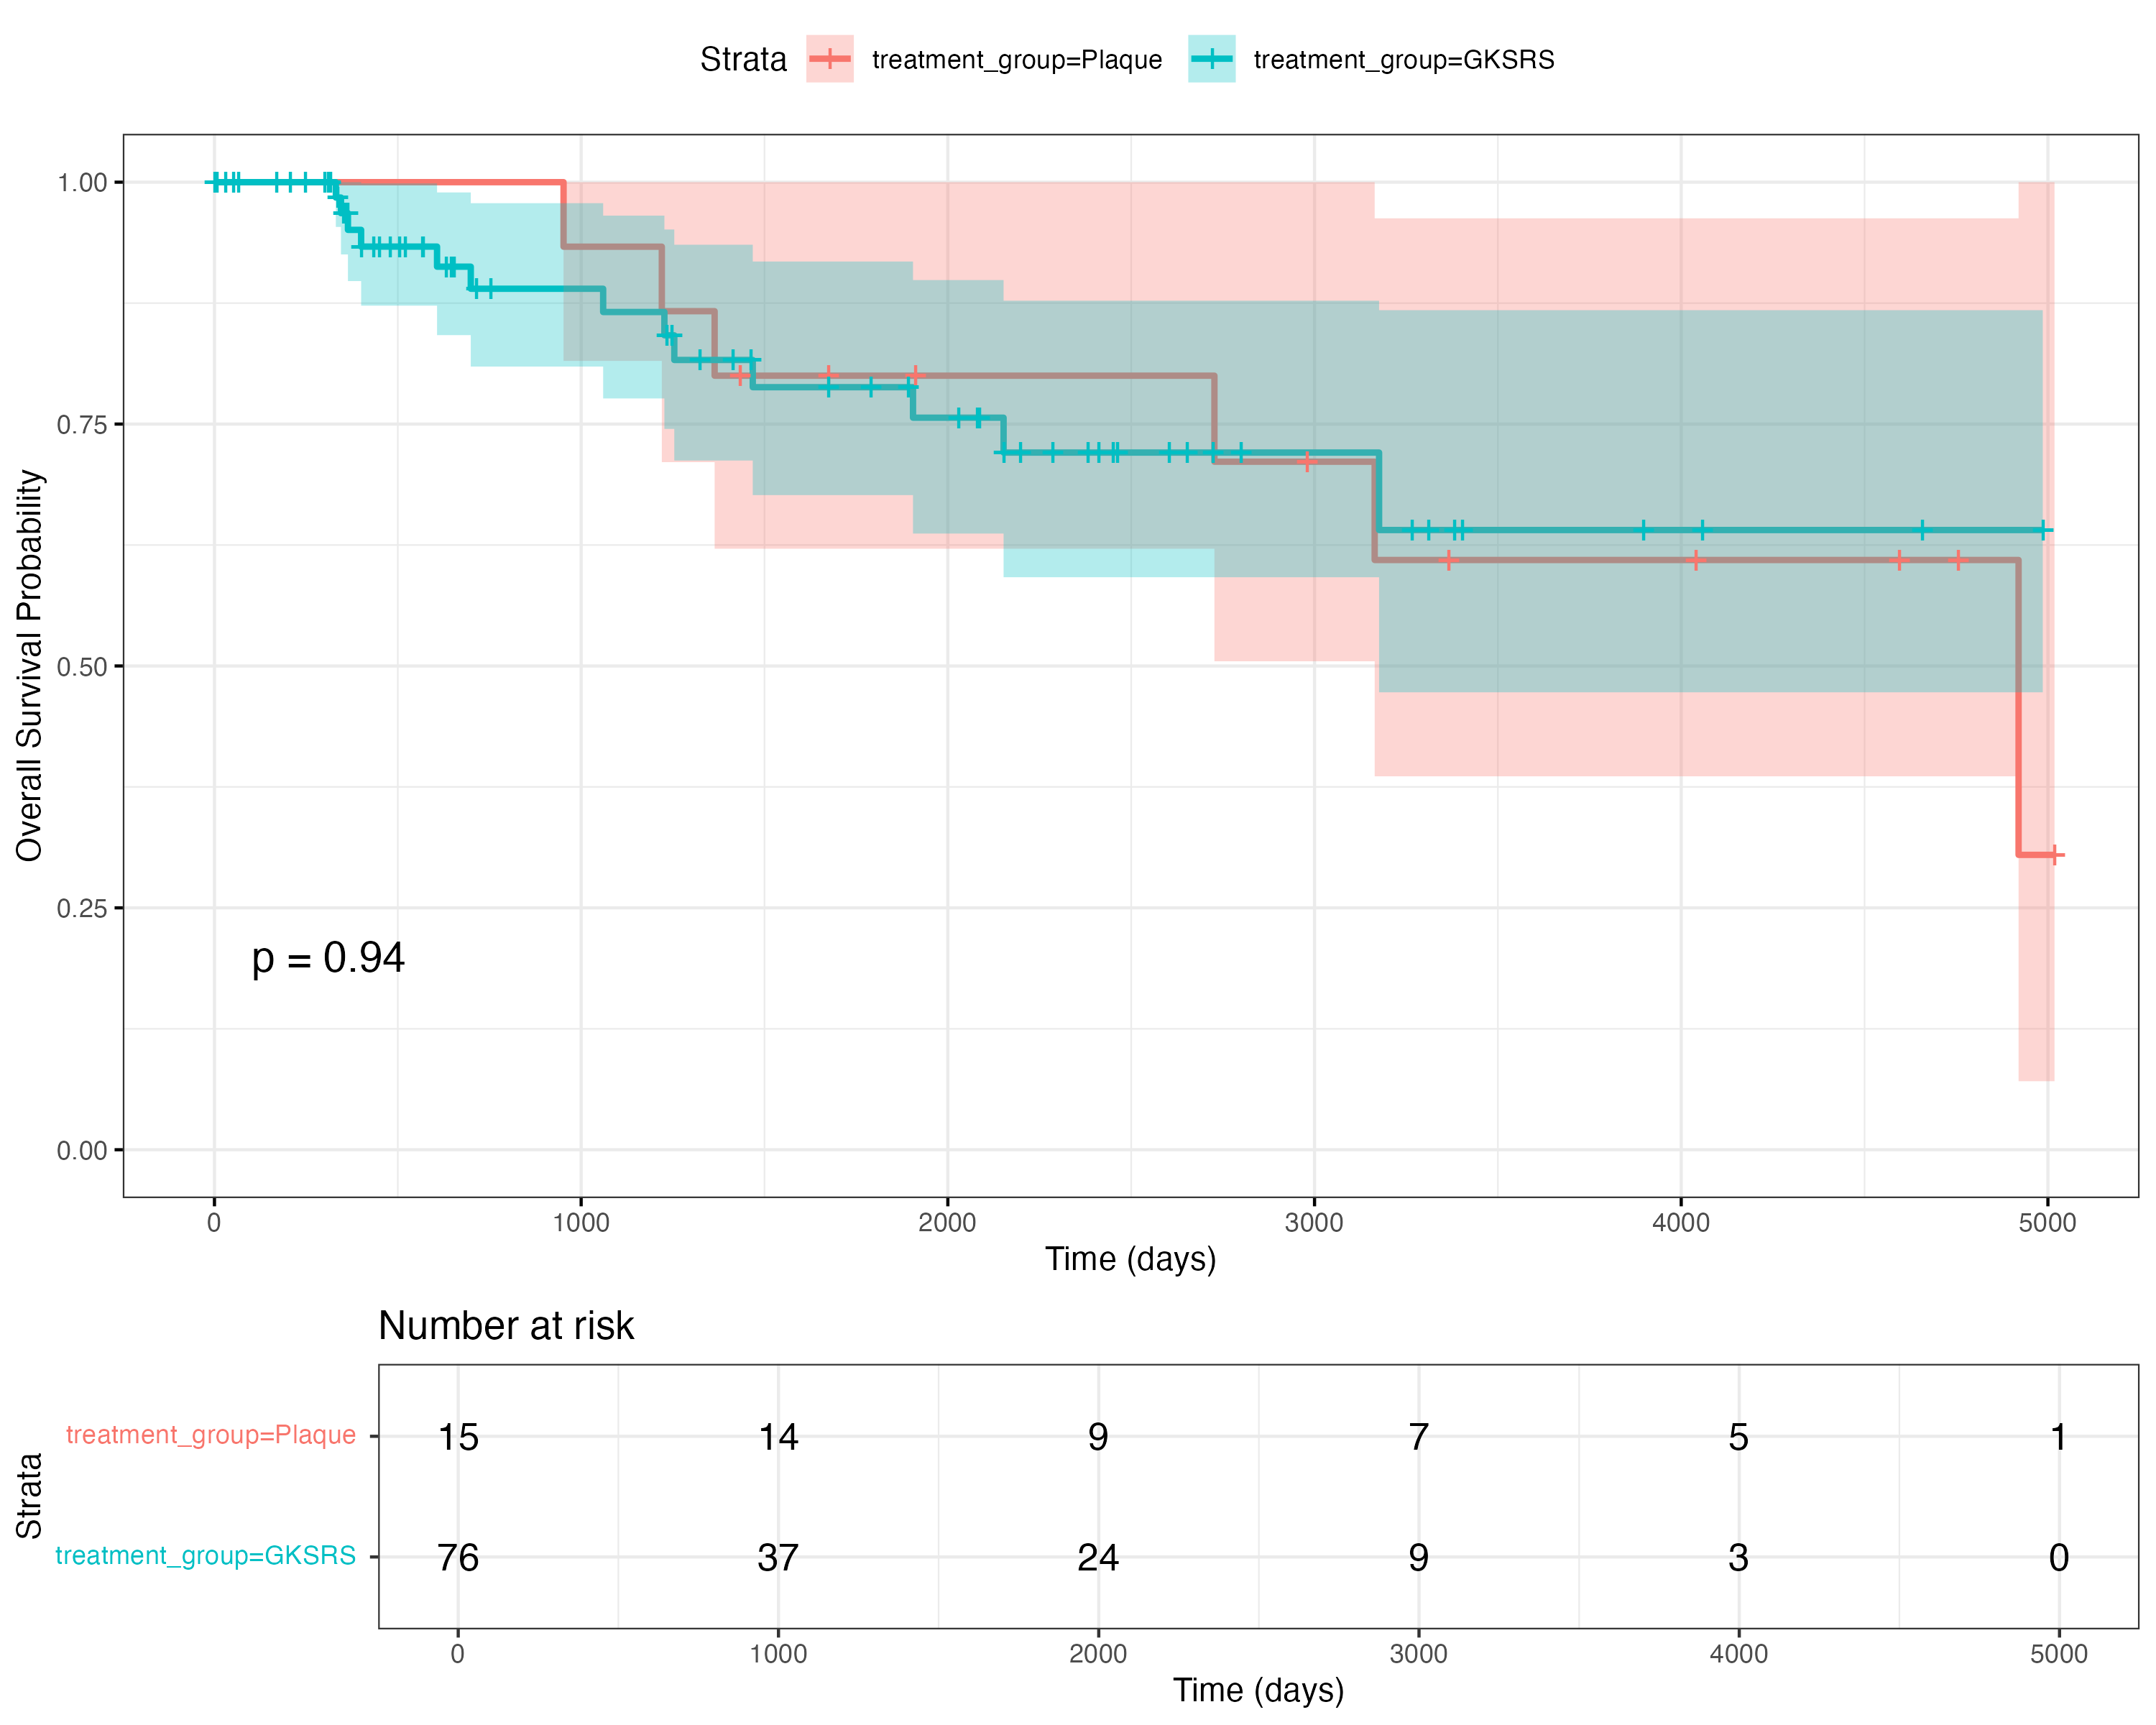 Strata treatment_group=Plaque treatment_group=GKSRS
Overall Survival Probability
1.00
0.75
0.50
0.25
0.00
p = 0.94
0 1000 2000 3000 4000 5000
Time (days)
Number at risk
Strata
treatment_group=Plaque 15 14 9 7 5 1
treatment_group=GKSRS 76 37 24 9 3 0
0 1000 2000 3000 4000 5000
Time (days)